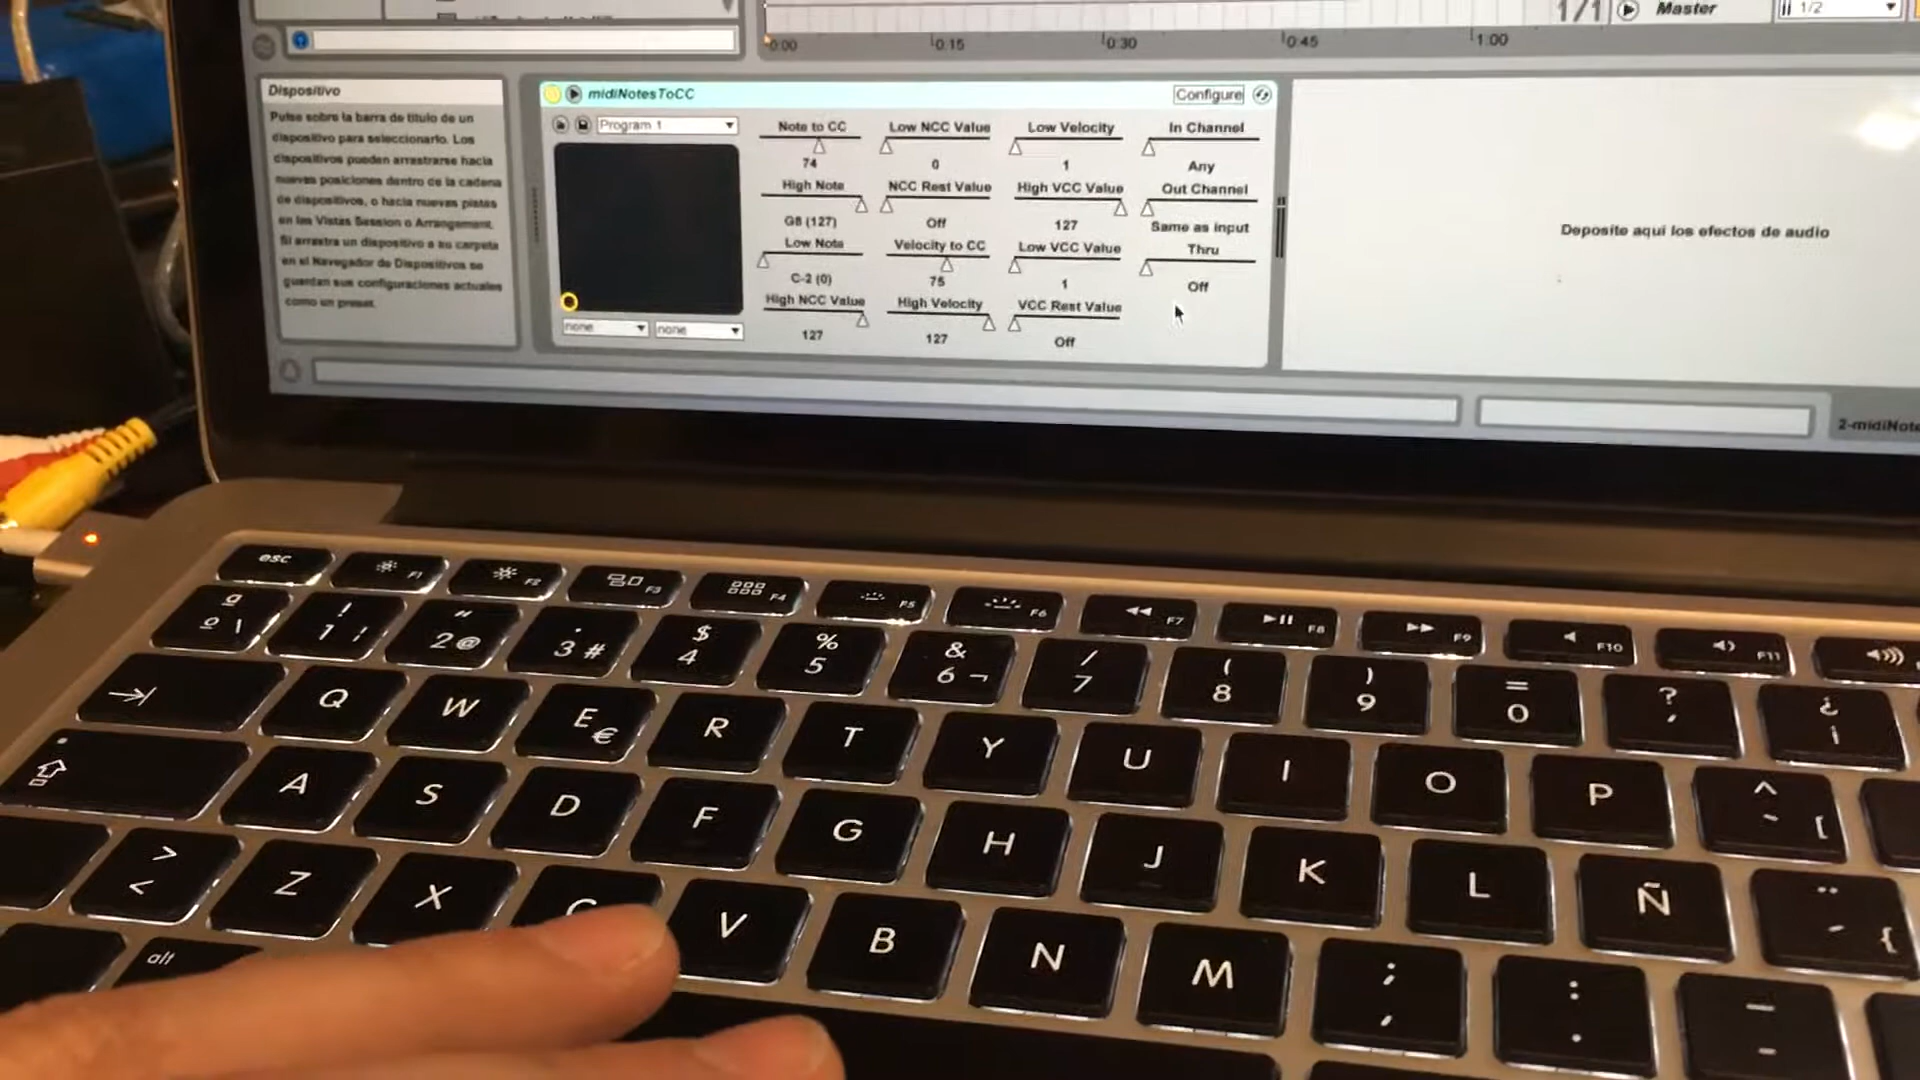 1/1 Master 1/2
0:00 0:15 0:30 0:45 1:00
Dispositivo
Pulse sobre la barra de título de un
dispositivo para seleccionarlo. Los
dispositivos pueden arrastrarse hacia
nuevas posiciones dentro de la cadena
de dispositivos, o hacia nuevas pistas
en las Vistas Session o Arrangement.
Si arrastra un dispositivo a su carpeta
en el Navegador de Dispositivos se
guardan sus configuraciones actuales
como un preset.
midiNotesToCC Configure
Program 1
none none
Note to CC Low NCC Value Low Velocity In Channel
74 0 1 Any
High Note NCC Rest Value High VCC Value Out Channel
G8 (127) Off 127 Same as input
Low Note Velocity to CC Low VCC Value Thru
C-2 (0) 75 1 Off
High NCC Value High Velocity VCC Rest Value
127 127 Off
Deposite aquí los efectos de audio
2-midiNote
esc F1 F2 F3 F4 F5 F6 F7 F8 F9 F10 F11
ª º \ ! 1 | " 2 @ · 3 # $ 4 % 5 & 6 ¬ / 7 ( 8 ) 9 = 0 ? ' ¿ ¡
Q W E € R T Y U I O P ^ ` [
A S D F G H J K L Ñ ¨ ´ {
> < Z X C V B N M ; , : . _ -
alt